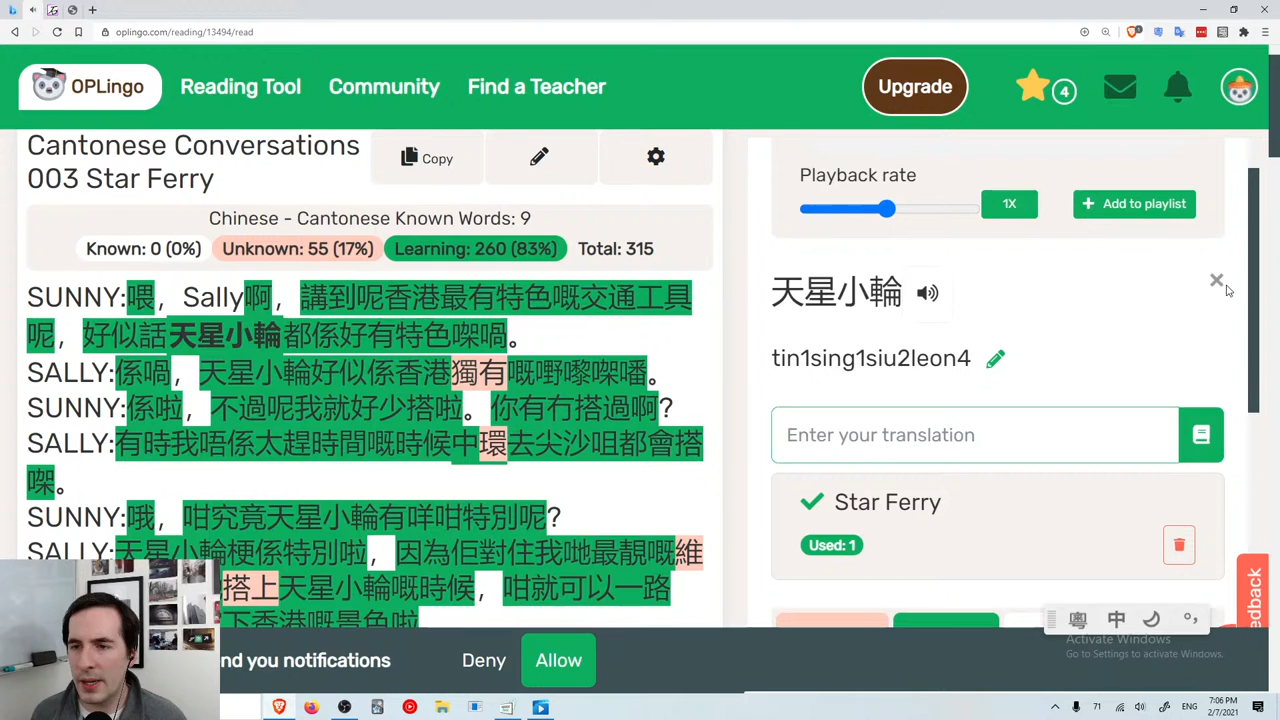 oplingo.com/reading/13494/read
OPLingo
Reading Tool
Community
Find a Teacher
Upgrade
4
Cantonese Conversations
003 Star Ferry
Copy
Chinese - Cantonese Known Words: 9
Known: 0 (0%)
Unknown: 55 (17%)
Learning: 260 (83%)
Total: 315
SUNNY:喂，Sally啊，講到呢香港最有特色嘅交通工具
呢，好似話天星小輪都係好有特色㗎喎。
SALLY:係喎，天星小輪好似係香港獨有嘅嘢嚟㗎噃。
SUNNY:係啦，不過呢我就好少搭啦。你有冇搭過啊?
SALLY:有時我唔係太趕時間嘅時候中環去尖沙咀都會搭
㗎。
SUNNY:哦，咁究竟天星小輪有咩咁特別呢?
SALLY:天星小輪梗係特別啦，因為佢對住我哋最靚嘅維
搭上天星小輪嘅時候，咁就可以一路
下香港嘅景色啦
nd you notifications
Deny
Allow
Playback rate
1X
Add to playlist
天星小輪
tin1sing1siu2leon4
Enter your translation
Star Ferry
Used: 1
edback
粵 中
Activate Windows
Go to Settings to activate Windows.
71
ENG
7:06 PM
2/7/2021